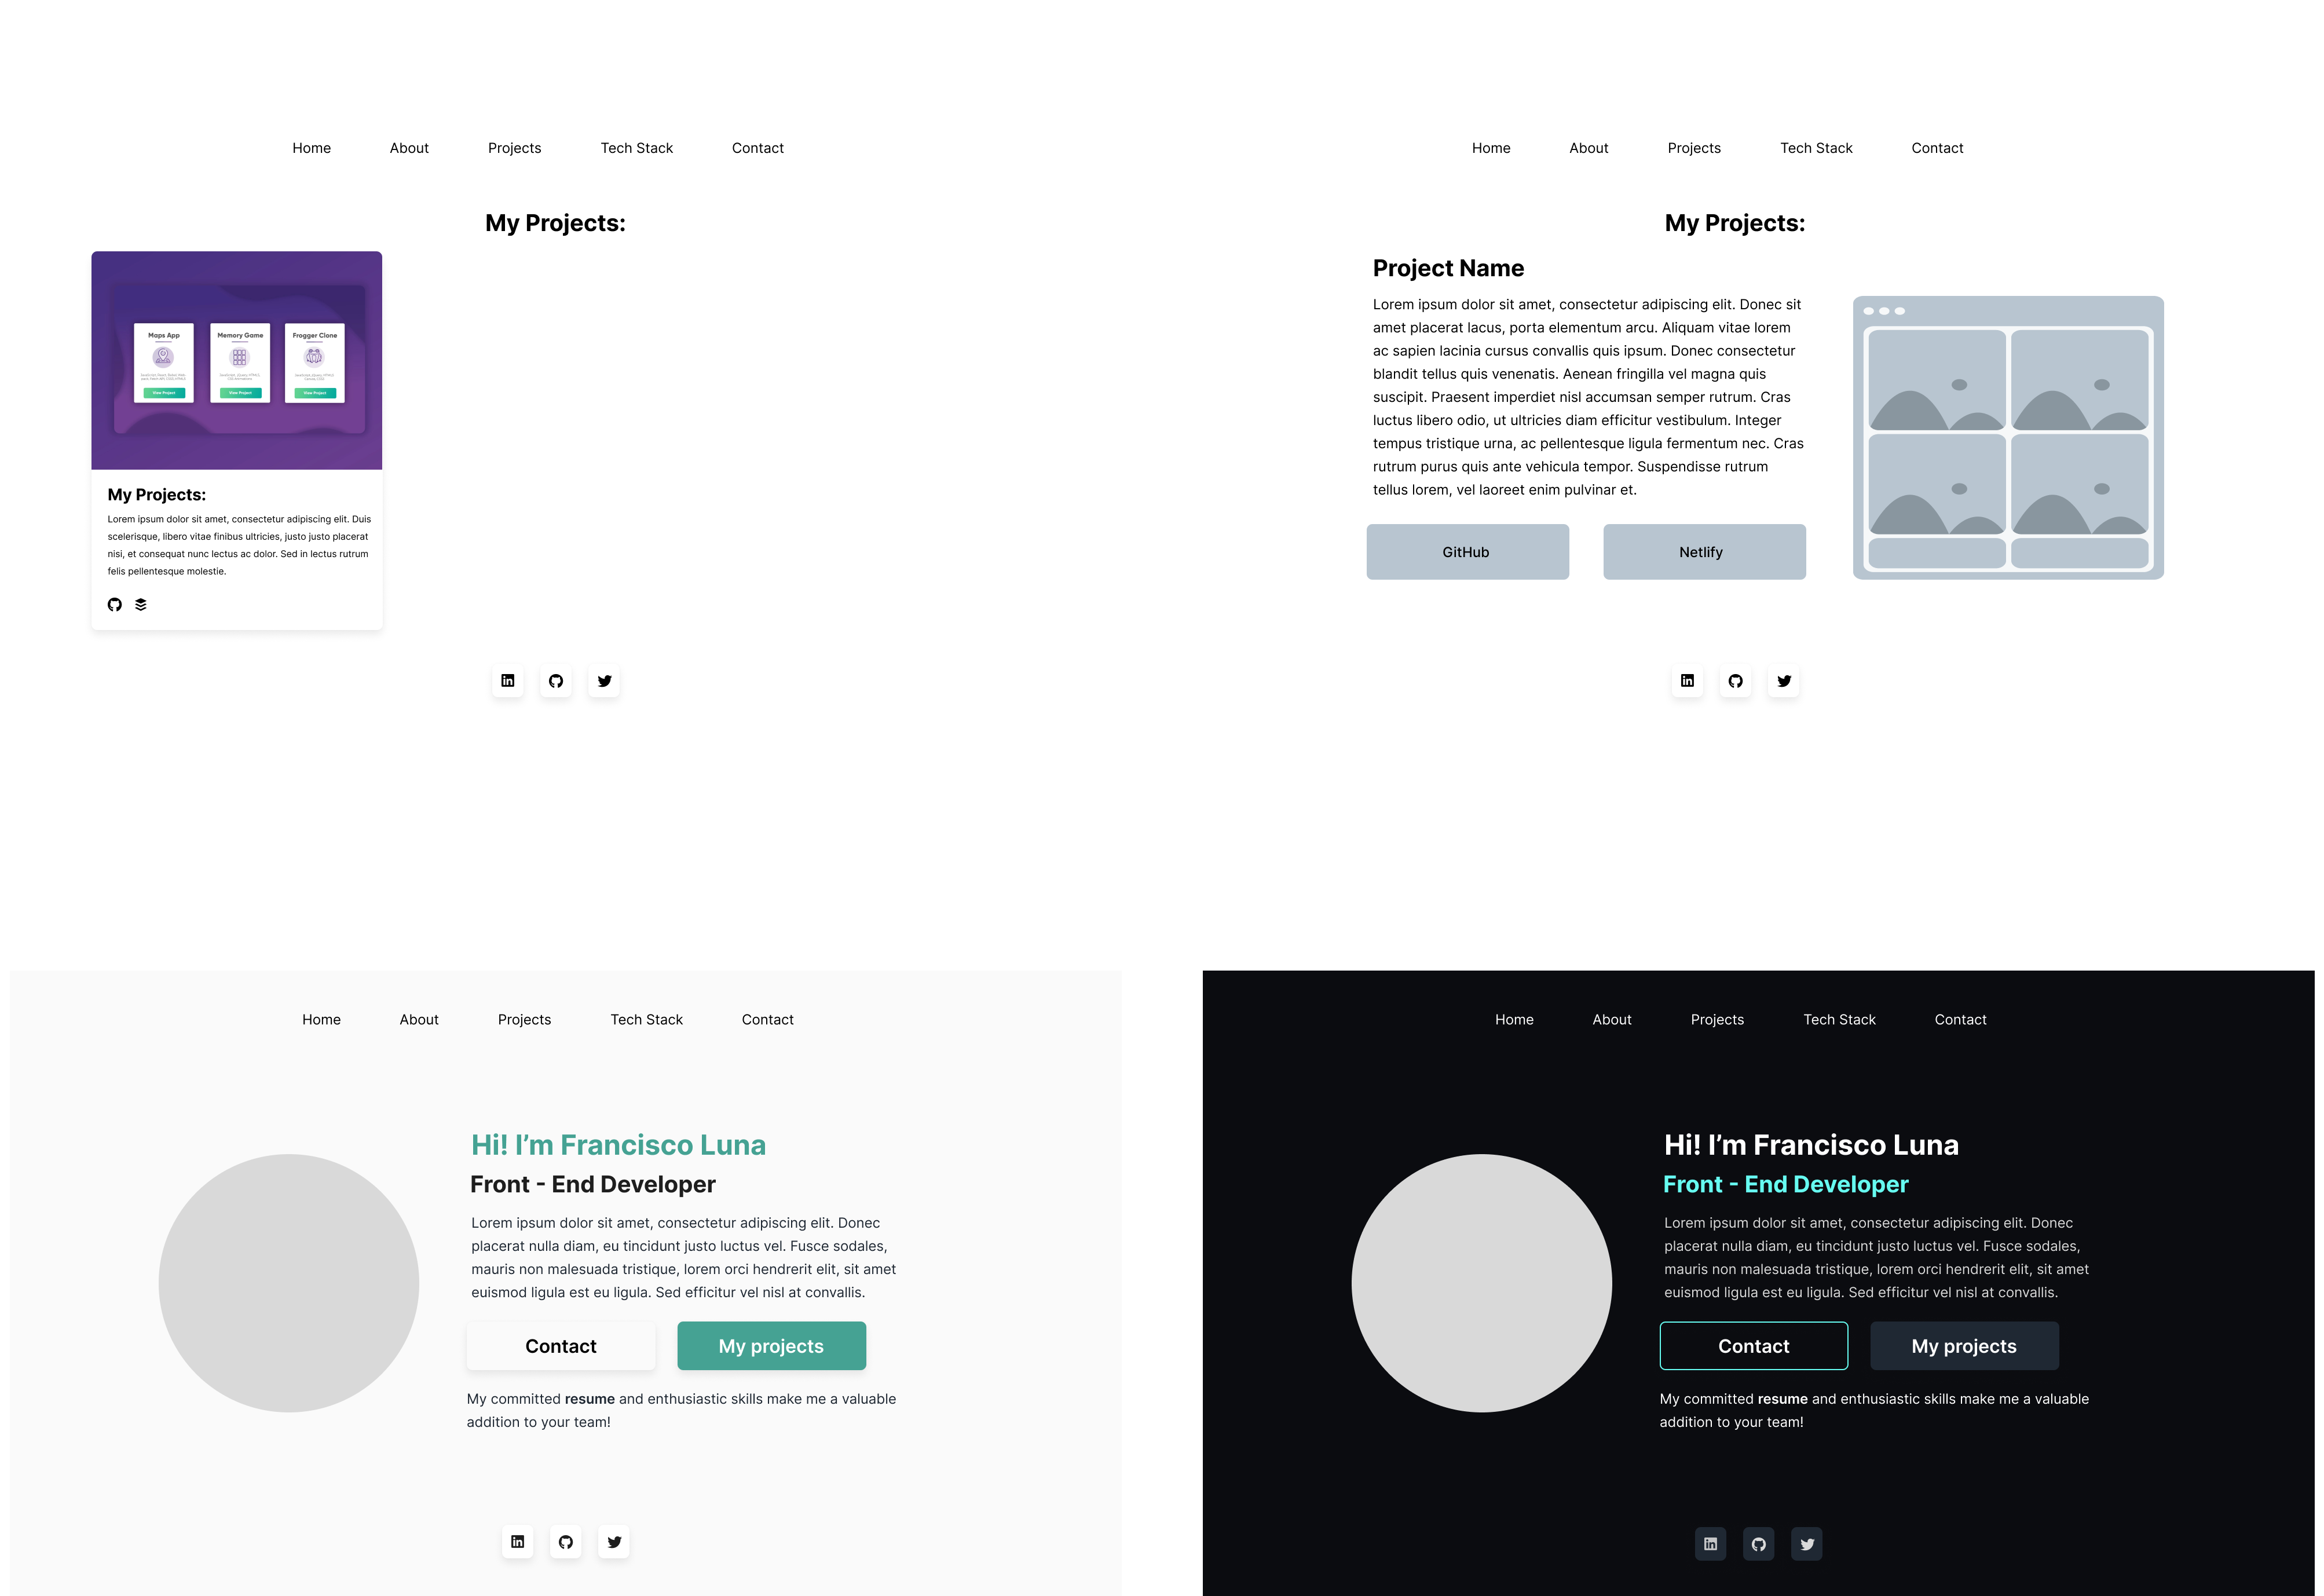 Home About Projects Tech Stack Contact
My Projects:
Maps App Memory Game Frogger Clone
View Project View Project View Project
My Projects:
Lorem ipsum dolor sit amet, consectetur adipiscing elit. Duis
scelerisque, libero vitae finibus ultricies, justo justo placerat
nisi, et consequat nunc lectus ac dolor. Sed in lectus rutrum
felis pellentesque molestie.
Home About Projects Tech Stack Contact
My Projects:
Project Name
Lorem ipsum dolor sit amet, consectetur adipiscing elit. Donec sit
amet placerat lacus, porta elementum arcu. Aliquam vitae lorem
ac sapien lacinia cursus convallis quis ipsum. Donec consectetur
blandit tellus quis venenatis. Aenean fringilla vel magna quis
suscipit. Praesent imperdiet nisl accumsan semper rutrum. Cras
luctus libero odio, ut ultricies diam efficitur vestibulum. Integer
tempus tristique urna, ac pellentesque ligula fermentum nec. Cras
rutrum purus quis ante vehicula tempor. Suspendisse rutrum
tellus lorem, vel laoreet enim pulvinar et.
GitHub Netlify
Home About Projects Tech Stack Contact
Hi! I’m Francisco Luna
Front - End Developer
Lorem ipsum dolor sit amet, consectetur adipiscing elit. Donec
placerat nulla diam, eu tincidunt justo luctus vel. Fusce sodales,
mauris non malesuada tristique, lorem orci hendrerit elit, sit amet
euismod ligula est eu ligula. Sed efficitur vel nisl at convallis.
Contact My projects
My committed resume and enthusiastic skills make me a valuable
addition to your team!
Home About Projects Tech Stack Contact
Hi! I’m Francisco Luna
Front - End Developer
Lorem ipsum dolor sit amet, consectetur adipiscing elit. Donec
placerat nulla diam, eu tincidunt justo luctus vel. Fusce sodales,
mauris non malesuada tristique, lorem orci hendrerit elit, sit amet
euismod ligula est eu ligula. Sed efficitur vel nisl at convallis.
Contact My projects
My committed resume and enthusiastic skills make me a valuable
addition to your team!